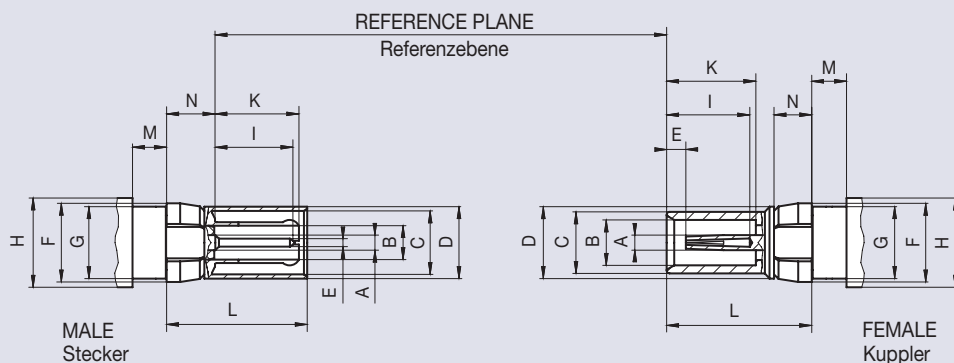 REFERENCE PLANE
Referenzebene
N K
M I
H F G
B C D
E A
L
MALE
Stecker
K M
I N
E
D C B A
G F H
L
FEMALE
Kuppler